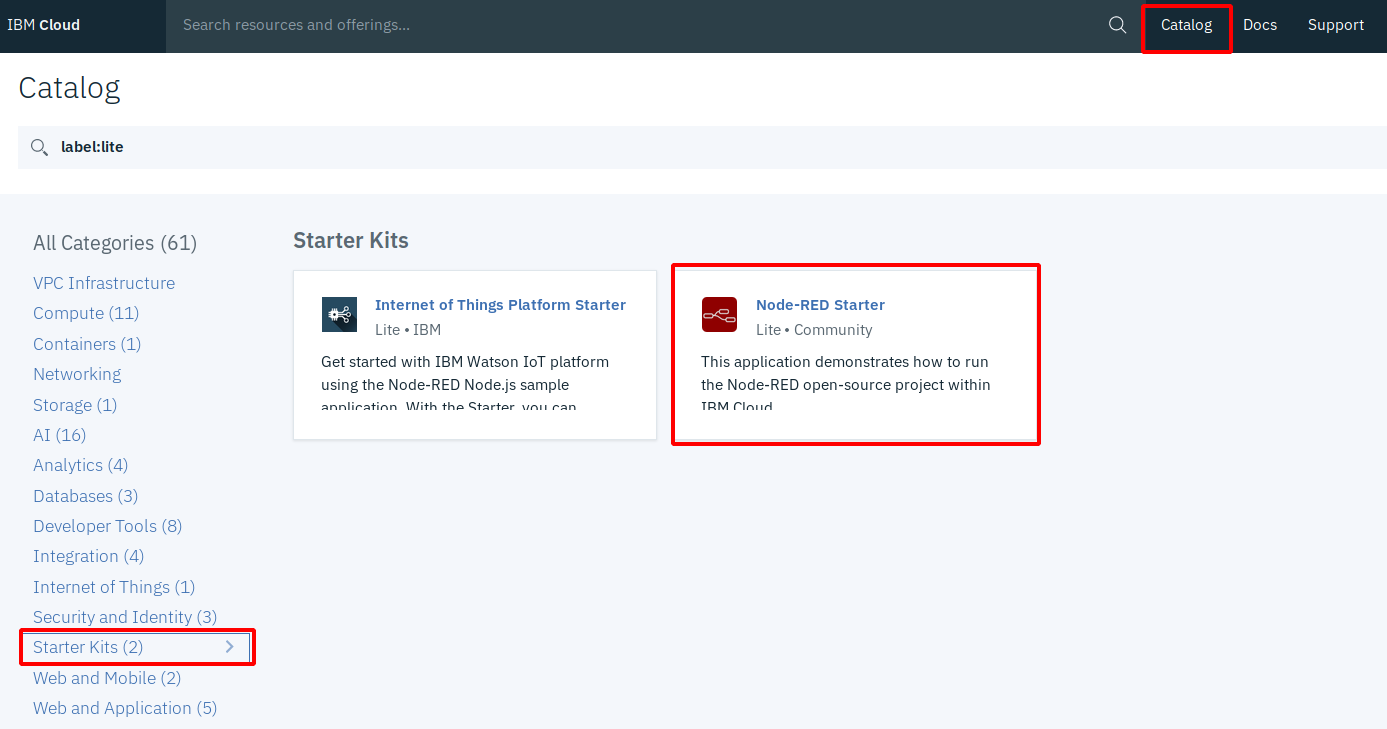 IBM Cloud
Search resources and offerings...
Catalog
Docs
Support
Catalog
label:lite
All Categories (61)
VPC Infrastructure
Compute (11)
Containers (1)
Networking
Storage (1)
AI (16)
Analytics (4)
Databases (3)
Developer Tools (8)
Integration (4)
Internet of Things (1)
Security and Identity (3)
Starter Kits (2)
Web and Mobile (2)
Web and Application (5)
Starter Kits
Internet of Things Platform Starter
Lite • IBM
Get started with IBM Watson IoT platform
using the Node-RED Node.js sample
application. With the Starter, you can
Node-RED Starter
Lite • Community
This application demonstrates how to run
the Node-RED open-source project within
IBM Cloud.